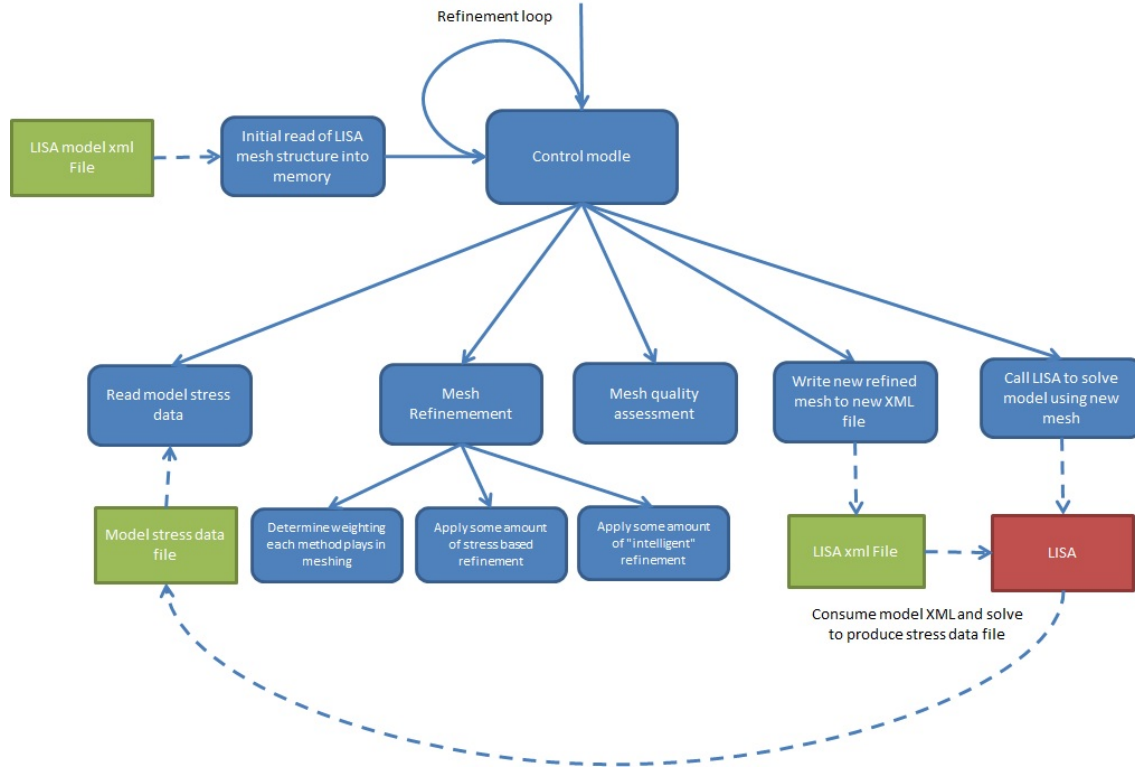 Refinement loop
LISA model xml
File
Initial read of LISA
mesh structure into
memory
Control modle
Read model stress
data
Mesh
Refinemement
Mesh quality
assessment
Write new refined
mesh to new XML
file
Call LISA to solve
model using new
mesh
Model stress data
file
Determine weighting
each method plays in
meshing
Apply some amount
of stress based
refinement
Apply some amount
of "intelligent"
refinement
LISA xml File
LISA
Consume model XML and solve
to produce stress data file